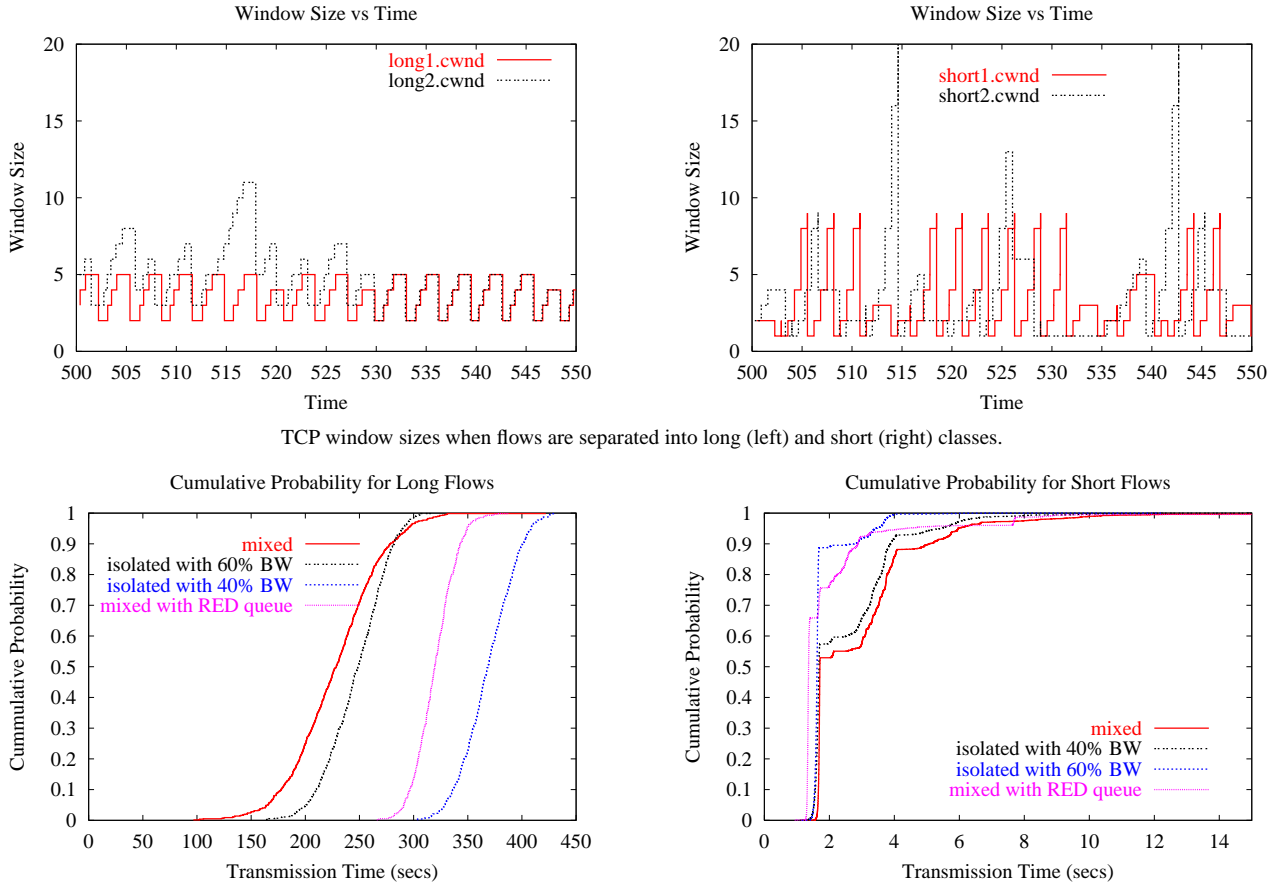 Window Size vs Time
20
15
10
5
0
500 505 510 515 520 525 530 535 540 545 550
Window Size
Time
long1.cwnd
long2.cwnd
Window Size vs Time
20
15
10
5
0
500 505 510 515 520 525 530 535 540 545 550
Window Size
Time
short1.cwnd
short2.cwnd
TCP window sizes when flows are separated into long (left) and short (right) classes.
Cumulative Probability for Long Flows
1
0.9
0.8
0.7
0.6
0.5
0.4
0.3
0.2
0.1
0
0 50 100 150 200 250 300 350 400 450
Cummulative Probability
Transmission Time (secs)
mixed
isolated with 60% BW
isolated with 40% BW
mixed with RED queue
Cumulative Probability for Short Flows
1
0.9
0.8
0.7
0.6
0.5
0.4
0.3
0.2
0.1
0
0 2 4 6 8 10 12 14
Cumulative Probability
Transmission Time (secs)
mixed
isolated with 40% BW
isolated with 60% BW
mixed with RED queue